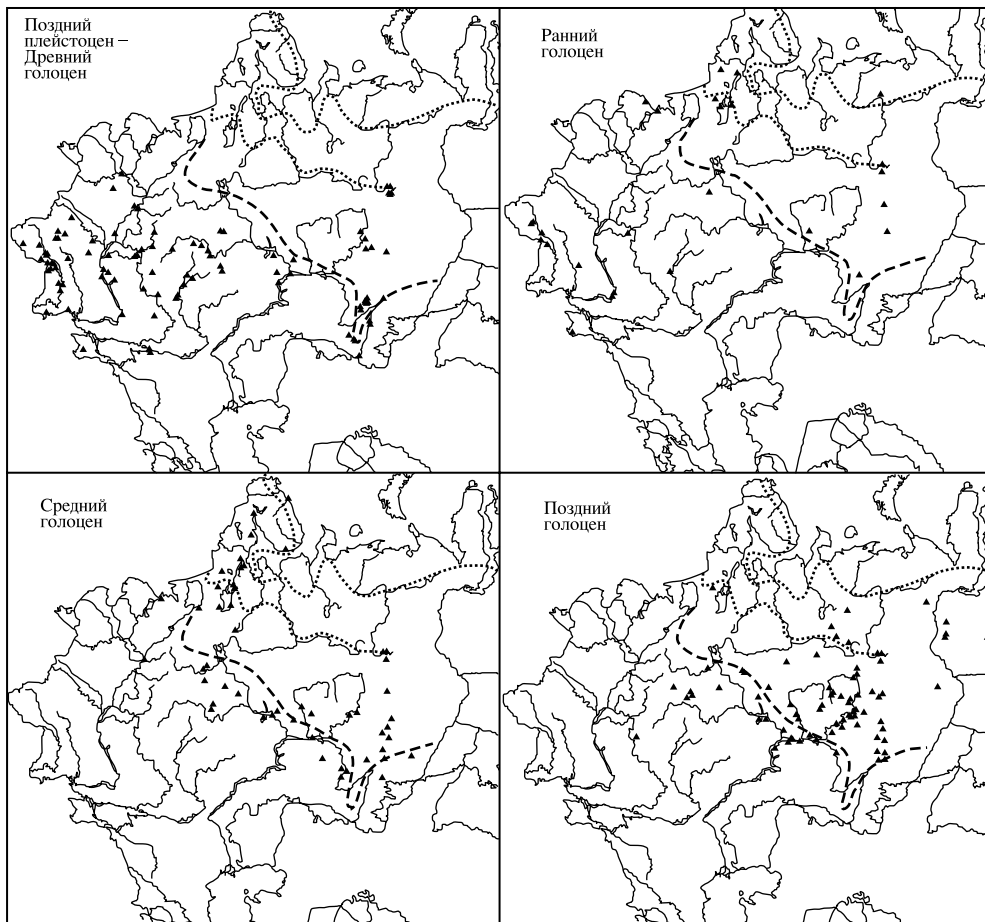 Поздний
плейстоцен –
Древний
голоцен
Ранний
голоцен
Средний
голоцен
Поздний
голоцен